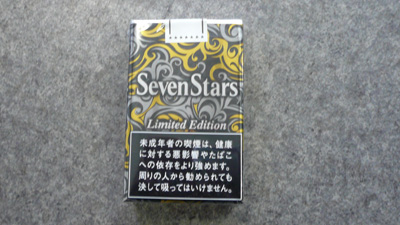 Seven Stars
Limited Edition
未成年者の喫煙は、健康
に対する悪影響やたばこ
への依存をより強めます。
周りの人から勧められても
決して吸ってはいけません。